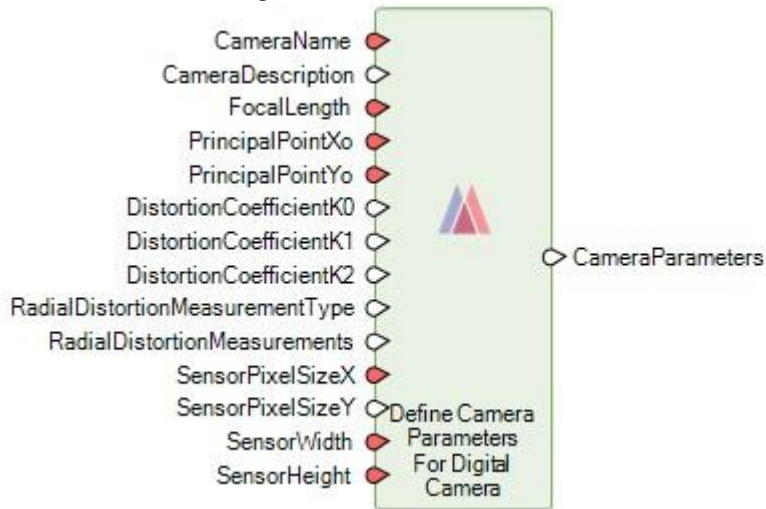 CameraName
CameraDescription
FocalLength
PrincipalPointXo
PrincipalPointYo
DistortionCoefficientK0
DistortionCoefficientK1
DistortionCoefficientK2
CameraParameters
RadialDistortionMeasurementType
RadialDistortionMeasurements
SensorPixelSizeX
SensorPixelSizeY
SensorWidth
SensorHeight
Define Camera
Parameters
For Digital
Camera